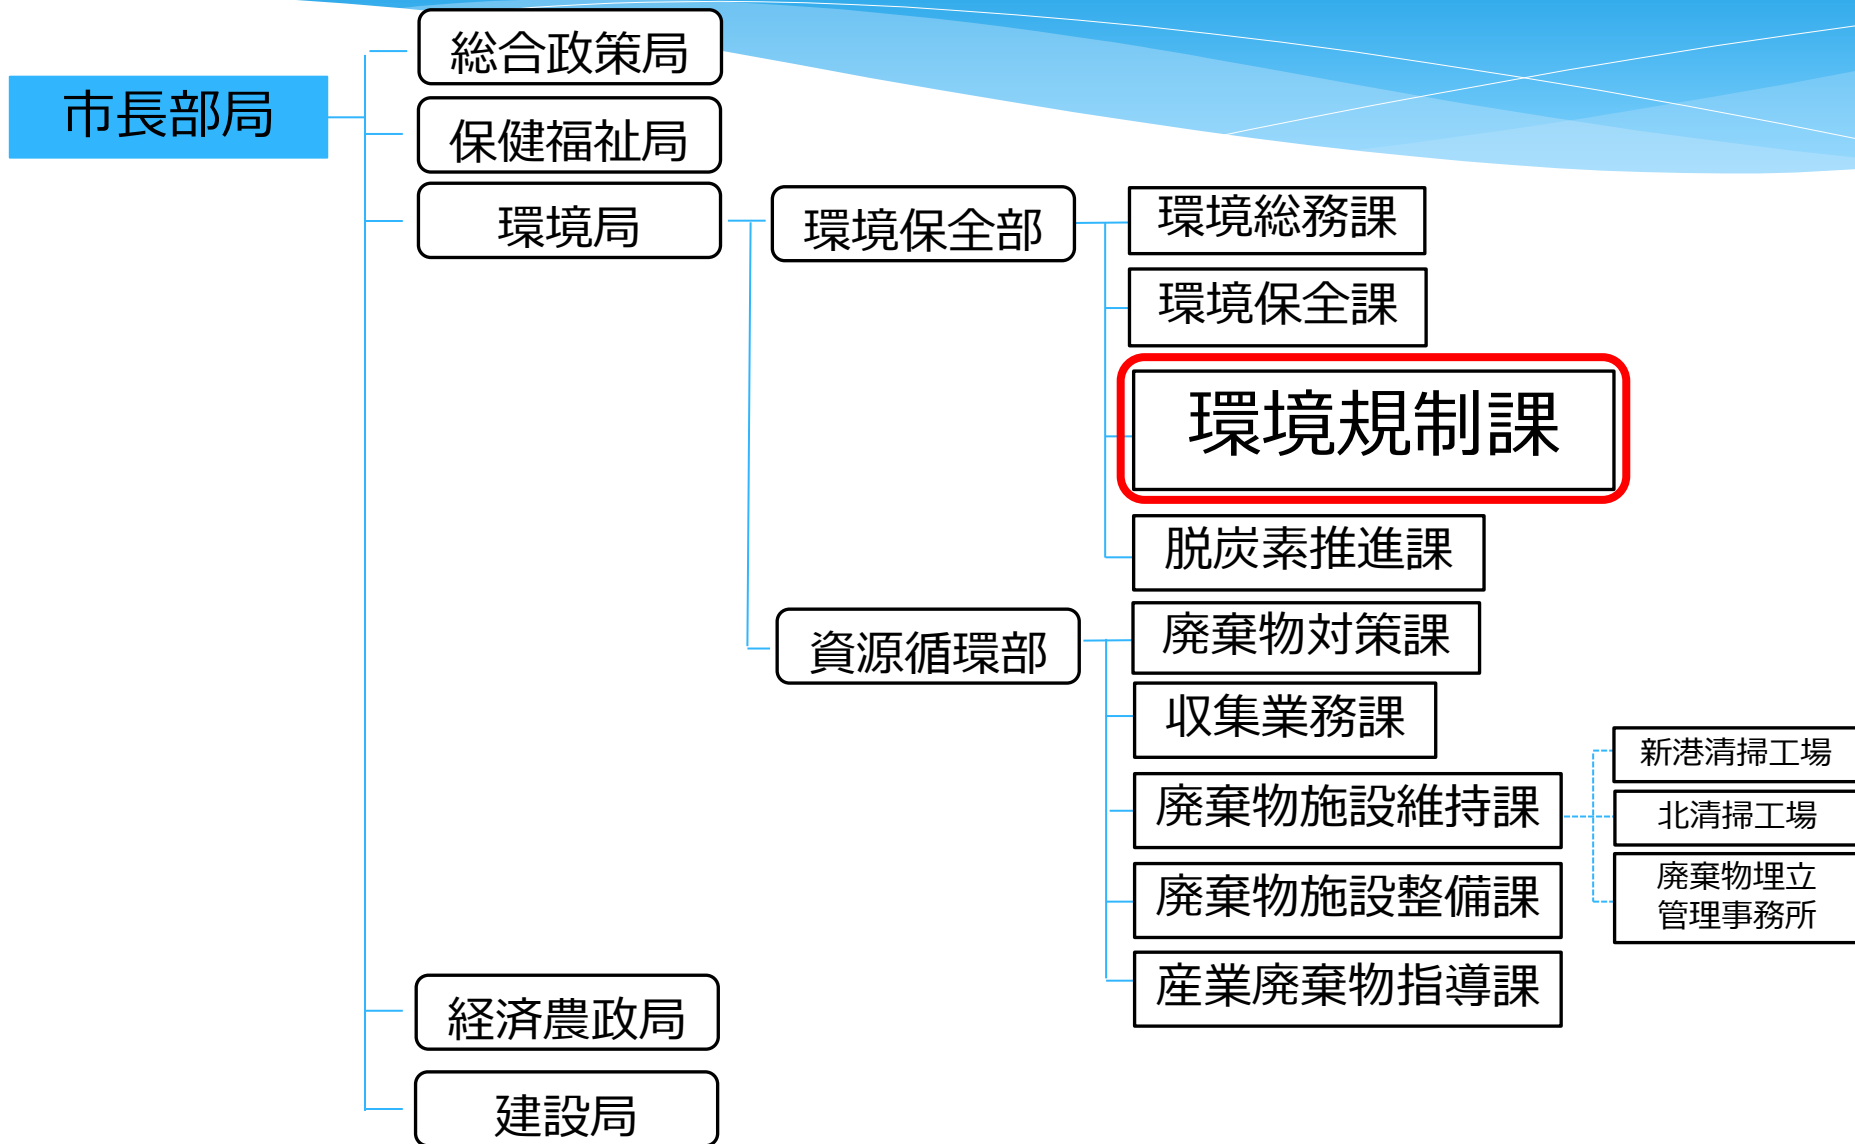 市長部局
総合政策局
保健福祉局
環境局
環境保全部
環境総務課
環境保全課
環境規制課
脱炭素推進課
資源循環部
廃棄物対策課
収集業務課
廃棄物施設維持課
新港清掃工場
北清掃工場
廃棄物埋立
管理事務所
廃棄物施設整備課
産業廃棄物指導課
経済農政局
建設局